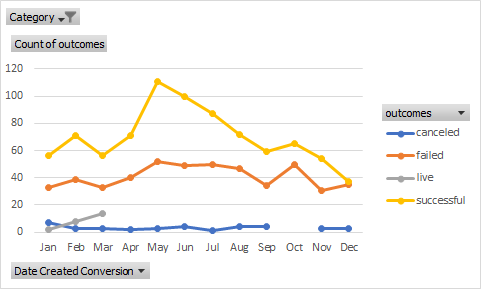 Category
Count of outcomes
120
100
80
60
40
20
0
Jan Feb Mar Apr May Jun Jul Aug Sep Oct Nov Dec
outcomes
canceled
failed
live
successful
Date Created Conversion